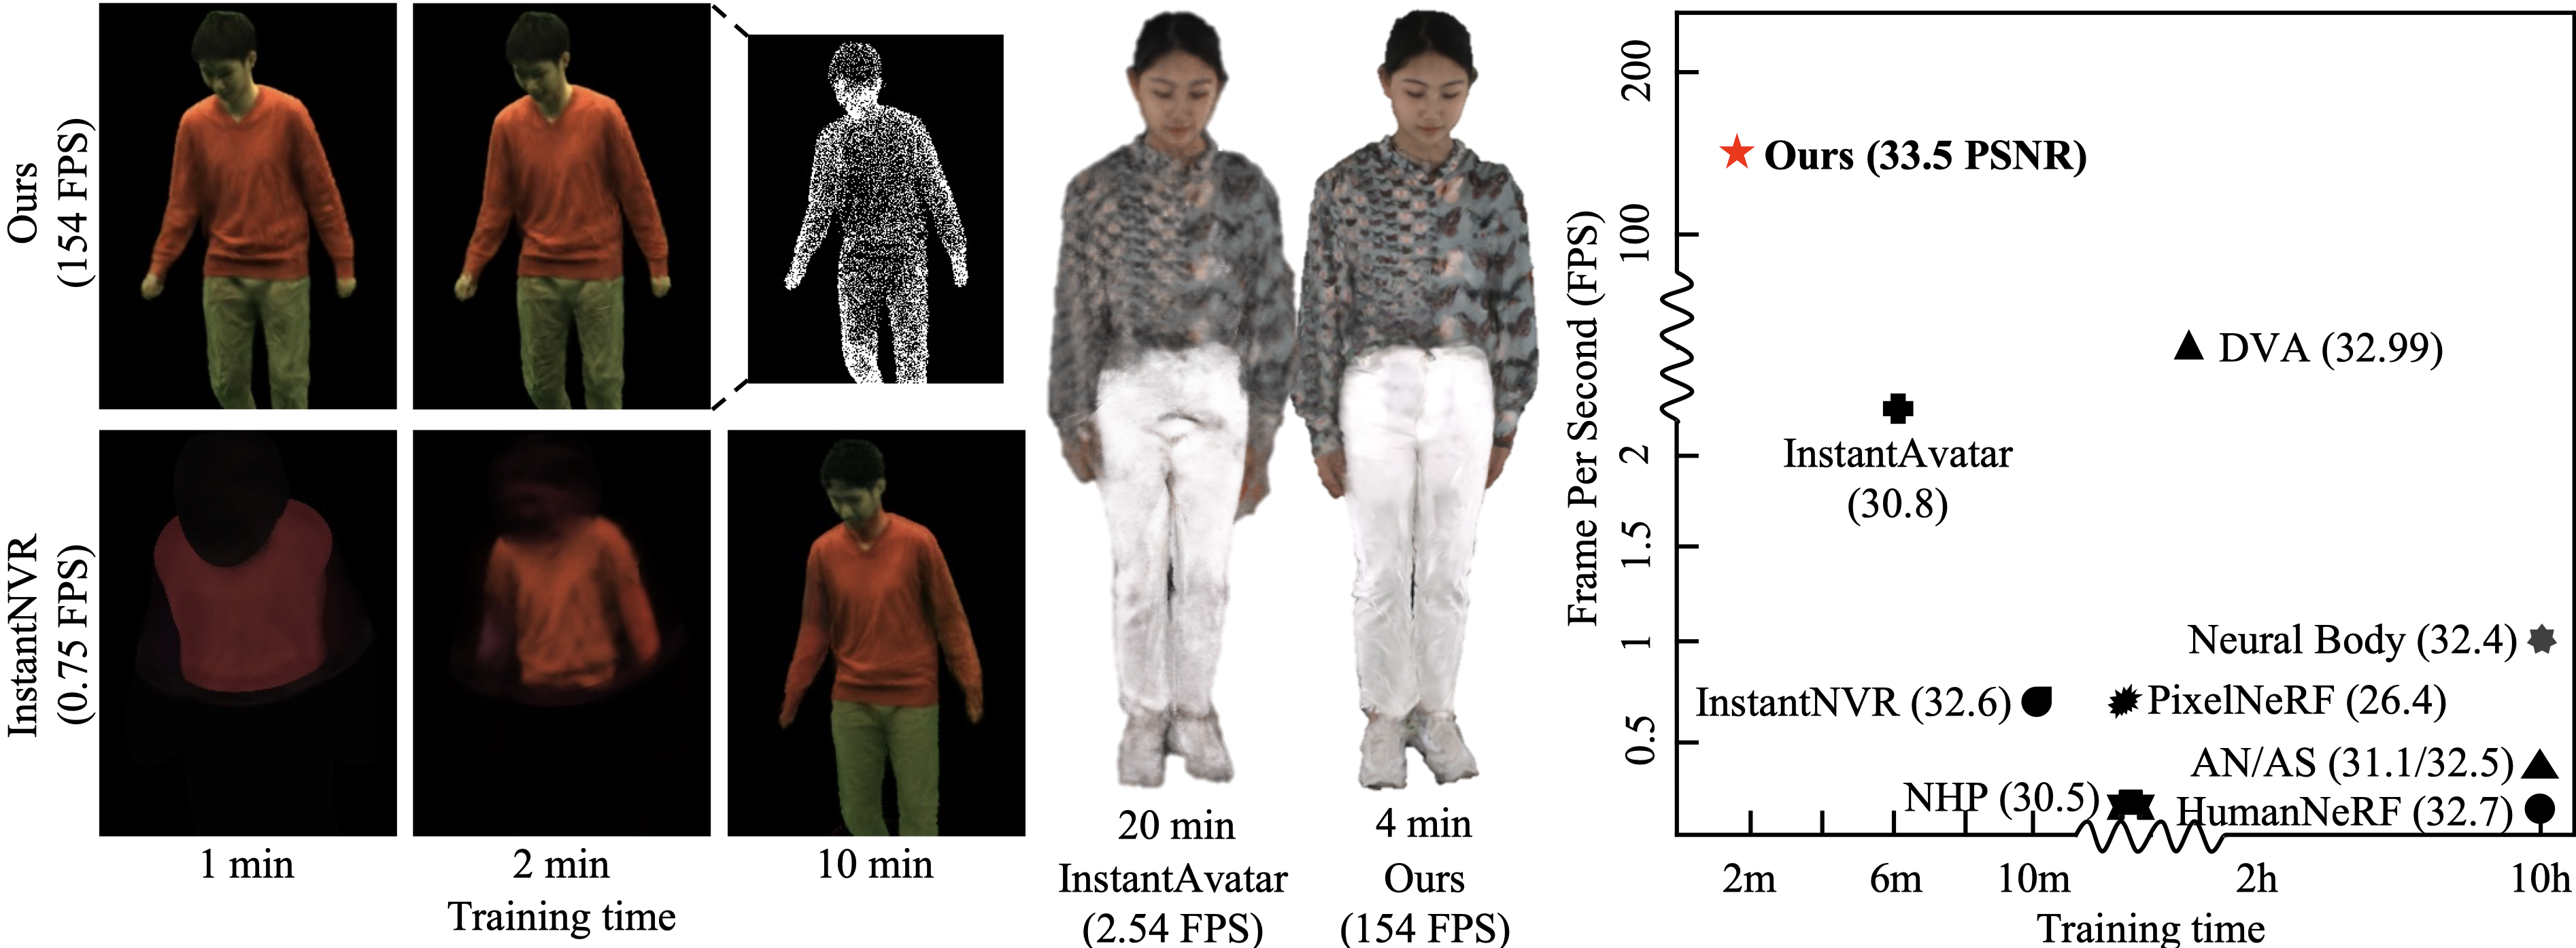 Ours
(154 FPS)
InstantNVR
(0.75 FPS)
1 min
2 min
10 min
Training time
20 min
InstantAvatar
(2.54 FPS)
4 min
Ours
(154 FPS)
Frame Per Second (FPS)
200
100
2
1.5
1
0.5
Ours (33.5 PSNR)
DVA (32.99)
InstantAvatar
(30.8)
Neural Body (32.4)
InstantNVR (32.6)
PixelNeRF (26.4)
AN/AS (31.1/32.5)
NHP (30.5)
HumanNeRF (32.7)
2m
6m
10m
2h
10h
Training time